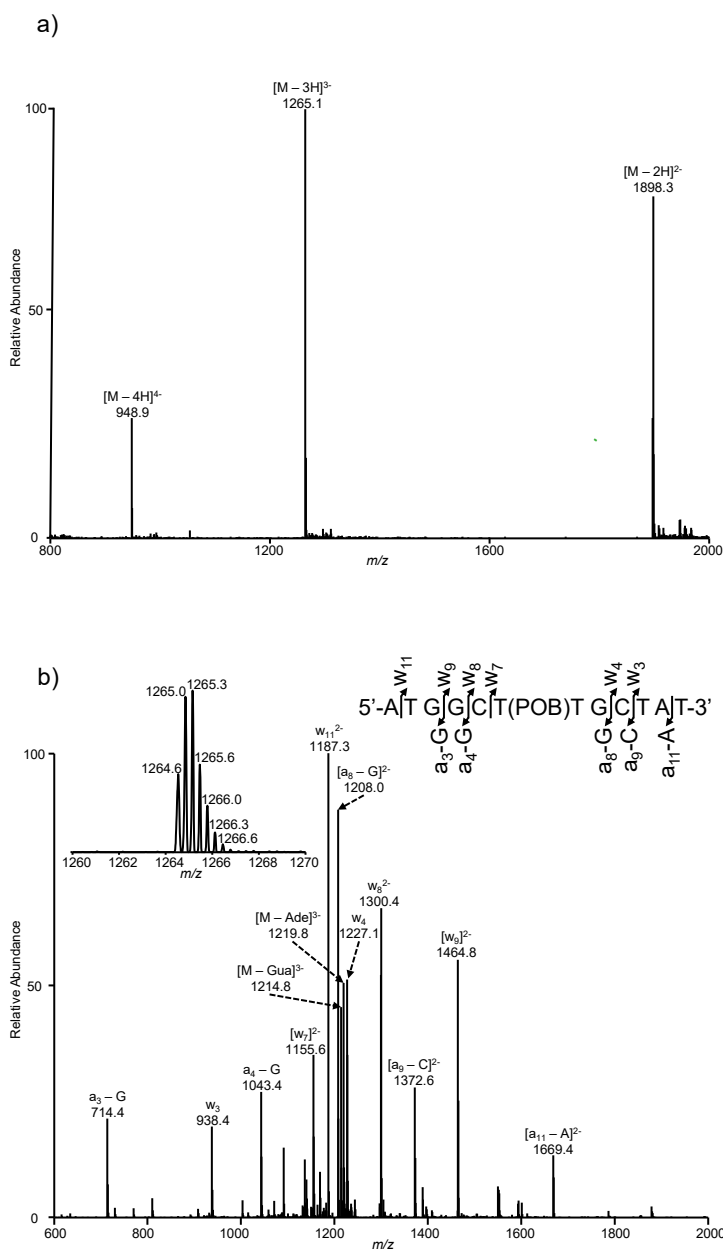 a)
[M – 3H]3-
1265.1
100
[M – 2H]2-
1898.3
Relative Abundance
50
[M – 4H]4-
948.9
0
800
1200
1600
2000
m/z
b)
w11 w9 w8 w7 w4 w3
5'-A T G G C T(POB)T G C T A T-3'
a3-G a4-G a8-G a9-C a11-A
1265.0 1265.3
1264.6
1265.6
1266.0
1266.3
1266.6
1260 1262 1264 1266 1268 1270
m/z
100
w11 2-
1187.3
[a8 – G]2-
1208.0
w8 2-
1300.4
[M – Ade]3-
1219.8
w4
1227.1
[w9]2-
1464.8
[M – Gua]3-
1214.8
Relative Abundance
50
[w7]2-
1155.6
a4 – G
1043.4
[a9 – C]2-
1372.6
a3 – G
714.4
w3
938.4
[a11 – A]2-
1669.4
0
600 800 1000 1200 1400 1600 1800 2000
m/z